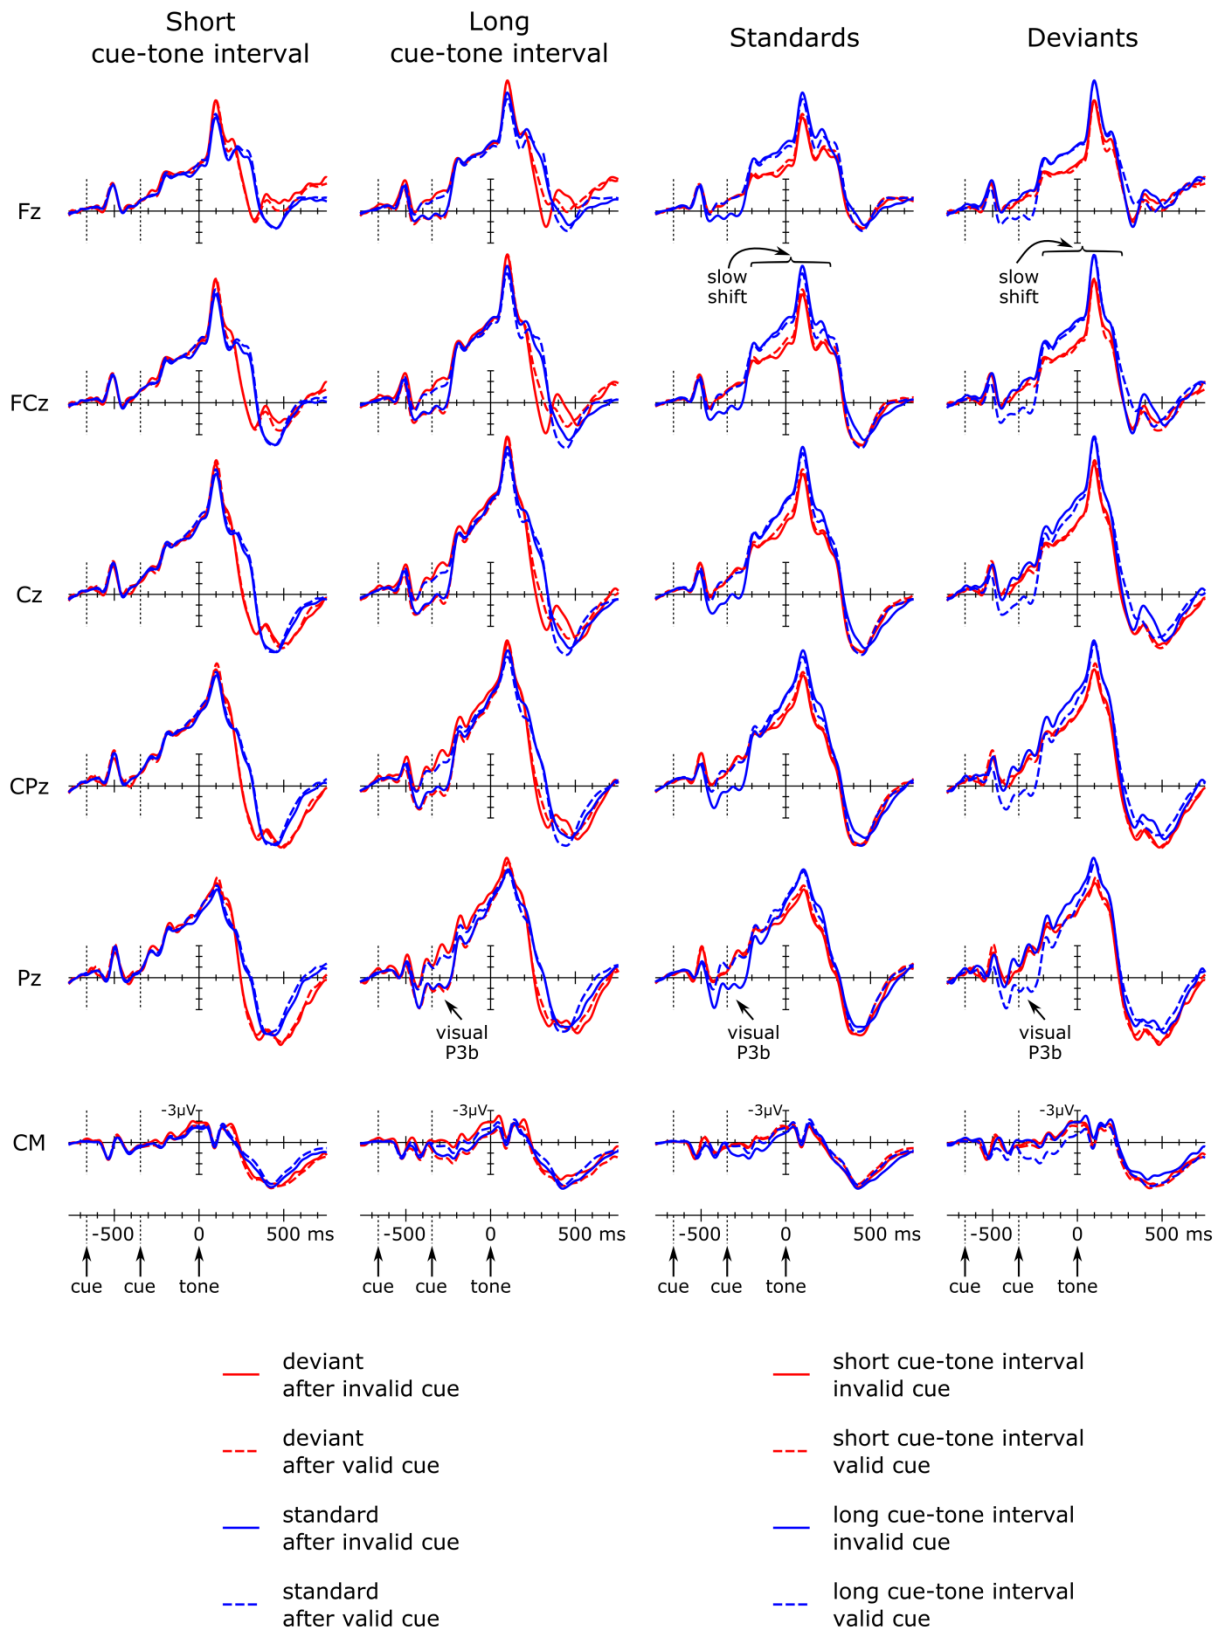 Short
cue-tone interval
Long
cue-tone interval
Standards
Deviants
Fz
slow
shift
slow
shift
FCz
Cz
CPz
Pz
visual
P3b
visual
P3b
visual
P3b
-3µV
-3µV
-3µV
-3µV
CM
-500 0 500 ms
-500 0 500 ms
-500 0 500 ms
-500 0 500 ms
cue cue tone
cue cue tone
cue cue tone
cue cue tone
deviant
after invalid cue
deviant
after valid cue
standard
after invalid cue
standard
after valid cue
short cue-tone interval
invalid cue
short cue-tone interval
valid cue
long cue-tone interval
invalid cue
long cue-tone interval
valid cue